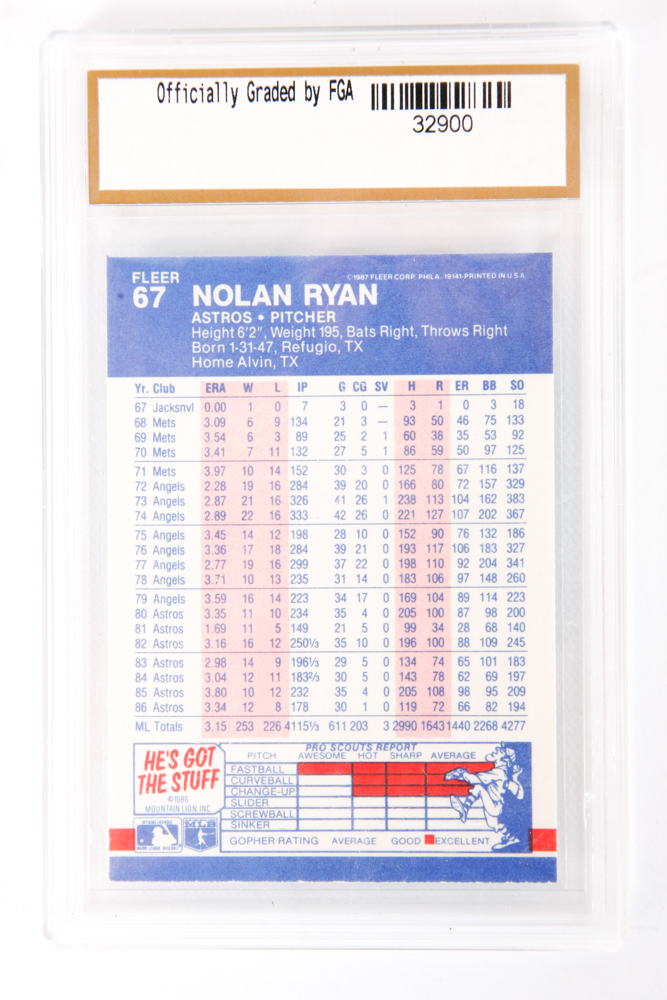 Officially Graded by FGA
32900
FLEER
67
©1987 FLEER CORP. PHILA. 19141-PRINTED IN U.S.A.
NOLAN RYAN
ASTROS • PITCHER
Height 6'2", Weight 195, Bats Right, Throws Right
Born 1-31-47, Refugio, TX
Home Alvin, TX
Yr. Club ERA W L IP G CG SV H R ER BB SO
67 Jacksnvl 0.00 1 0 7 3 0 — 3 1 0 3 18
68 Mets 3.09 6 9 134 21 3 — 93 50 46 75 133
69 Mets 3.54 6 3 89 25 2 1 60 38 35 53 92
70 Mets 3.41 7 11 132 27 5 1 86 59 50 97 125
71 Mets 3.97 10 14 152 30 3 0 125 78 67 116 137
72 Angels 2.28 19 16 284 39 20 0 166 80 72 157 329
73 Angels 2.87 21 16 326 41 26 1 238 113 104 162 383
74 Angels 2.89 22 16 333 42 26 0 221 127 107 202 367
75 Angels 3.45 14 12 198 28 10 0 152 90 76 132 186
76 Angels 3.36 17 18 284 39 21 0 193 117 106 183 327
77 Angels 2.77 19 16 299 37 22 0 198 110 92 204 341
78 Angels 3.71 10 13 235 31 14 0 183 106 97 148 260
79 Angels 3.59 16 14 223 34 17 0 169 104 89 114 223
80 Astros 3.35 11 10 234 35 4 0 205 100 87 98 200
81 Astros 1.69 11 5 149 21 5 0 99 34 28 68 140
82 Astros 3.16 16 12 250⅓ 35 10 0 196 100 88 109 245
83 Astros 2.98 14 9 196⅓ 29 5 0 134 74 65 101 183
84 Astros 3.04 12 11 183⅔ 30 5 0 143 78 62 69 197
85 Astros 3.80 10 12 232 35 4 0 205 108 98 95 209
86 Astros 3.34 12 8 178 30 1 0 119 72 66 82 194
ML Totals 3.15 253 226 4115⅓ 611 203 3 2990 1643 1440 2268 4277
HE'S GOT
THE STUFF
©1986
MOUNTAIN LION, INC.
PRO SCOUTS REPORT
PITCH AWESOME HOT SHARP AVERAGE
FASTBALL
CURVEBALL
CHANGE-UP
SLIDER
SCREWBALL
SINKER
GOPHER RATING AVERAGE GOOD EXCELLENT
MLB